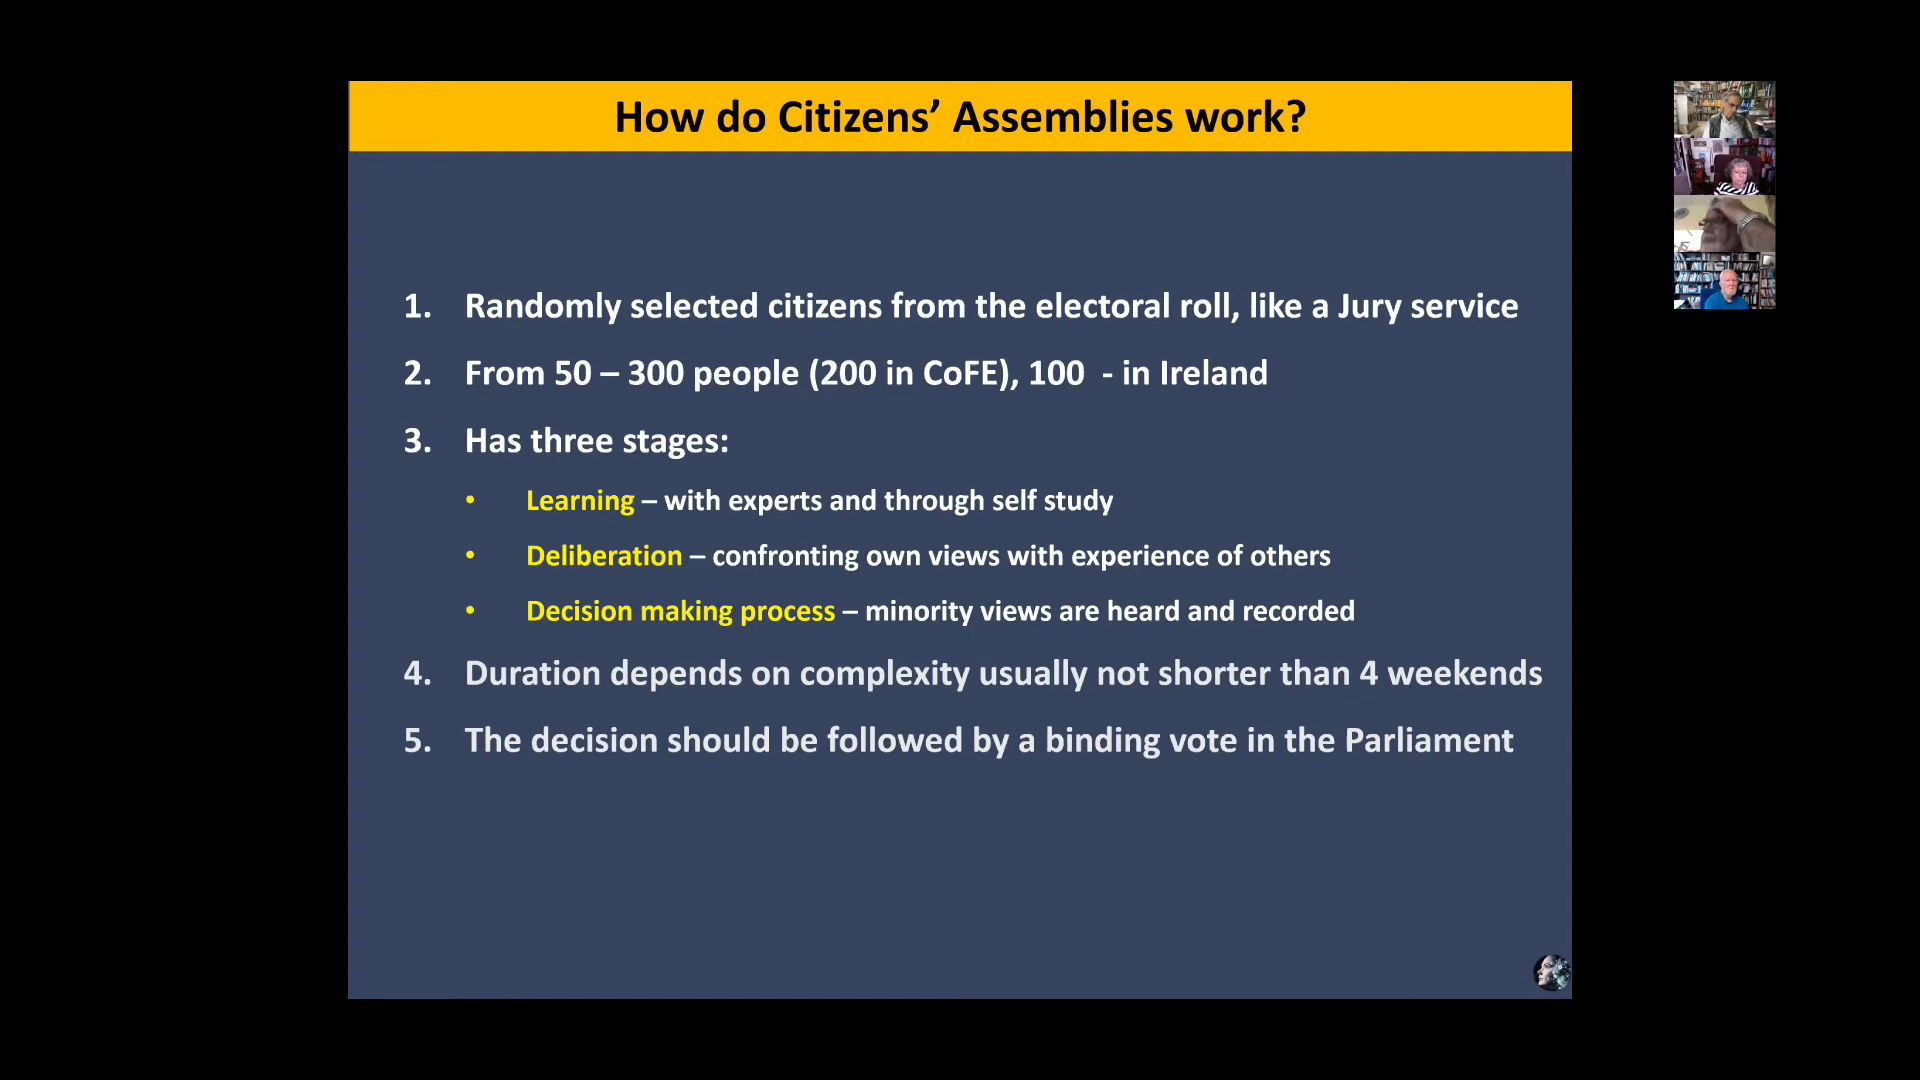 How do Citizens’ Assemblies work?
1. Randomly selected citizens from the electoral roll, like a Jury service
2. From 50 – 300 people (200 in CoFE), 100  - in Ireland
3. Has three stages:
• Learning – with experts and through self study
• Deliberation – confronting own views with experience of others
• Decision making process – minority views are heard and recorded
4. Duration depends on complexity usually not shorter than 4 weekends
5. The decision should be followed by a binding vote in the Parliament